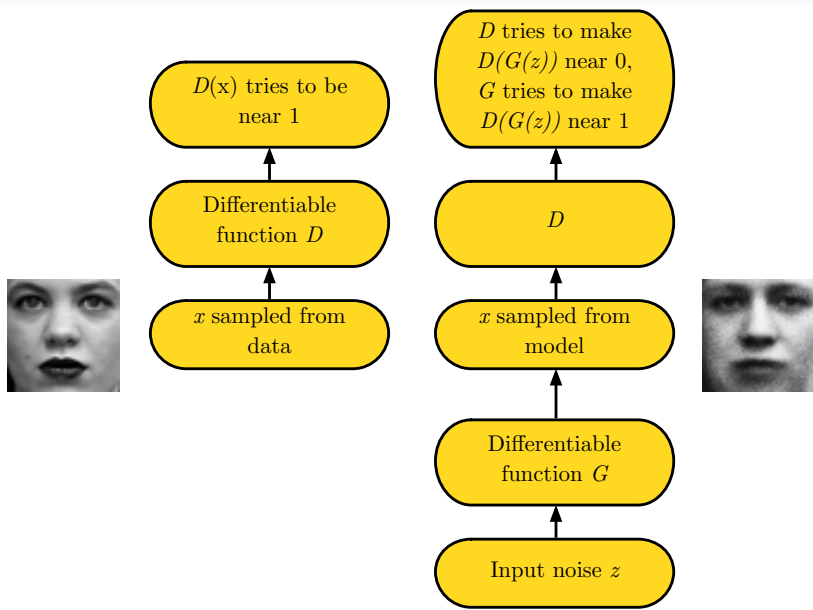 D(x) tries to be
near 1
Differentiable
function D
x sampled from
data
D tries to make
D(G(z)) near 0,
G tries to make
D(G(z)) near 1
D
x sampled from
model
Differentiable
function G
Input noise z